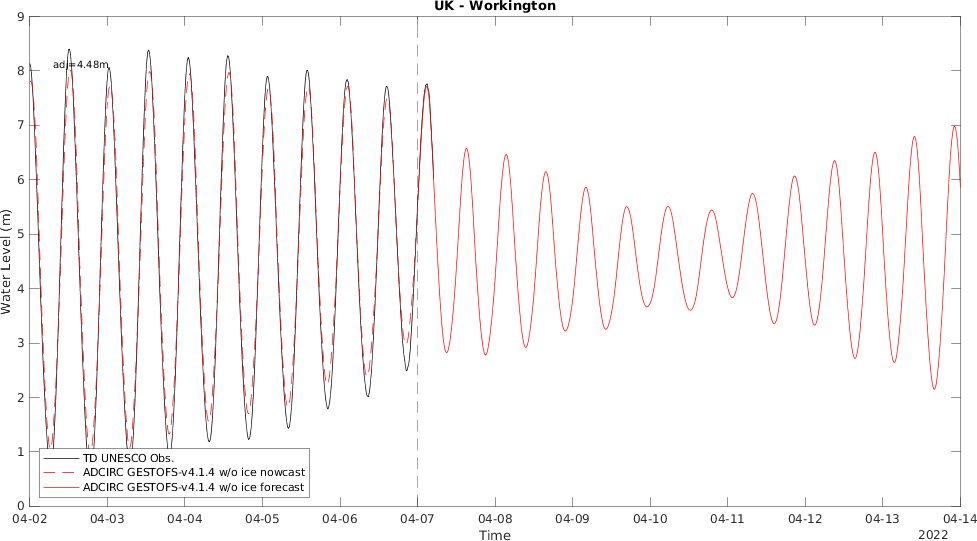 UK - Workington
9
8
7
6
5
4
3
2
1
0
Water Level (m)
adj=4.48m
TD UNESCO Obs.
ADCIRC GESTOFS-v4.1.4 w/o ice nowcast
ADCIRC GESTOFS-v4.1.4 w/o ice forecast
04-02 04-03 04-04 04-05 04-06 04-07 04-08 04-09 04-10 04-11 04-12 04-13 04-14
Time
2022